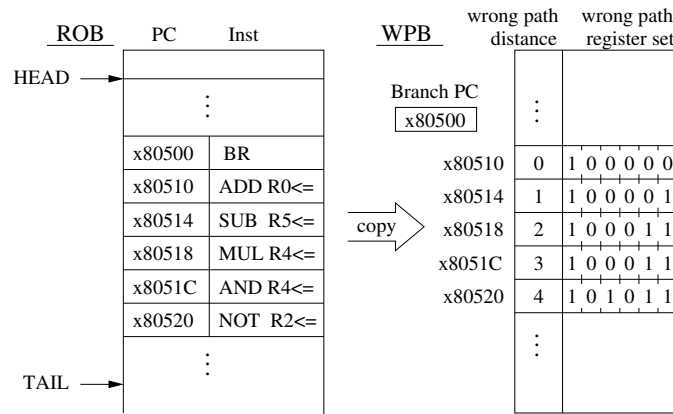 ROB PC Inst
HEAD
⋮
x80500 BR
x80510 ADD R0<=
x80514 SUB R5<=
x80518 MUL R4<=
x8051C AND R4<=
x80520 NOT R2<=
⋮
TAIL
copy
WPB
wrong path distance
wrong path register set
Branch PC
x80500
⋮
x80510 0 1 0 0 0 0 0
x80514 1 1 0 0 0 0 1
x80518 2 1 0 0 0 1 1
x8051C 3 1 0 0 0 1 1
x80520 4 1 0 1 0 1 1
⋮